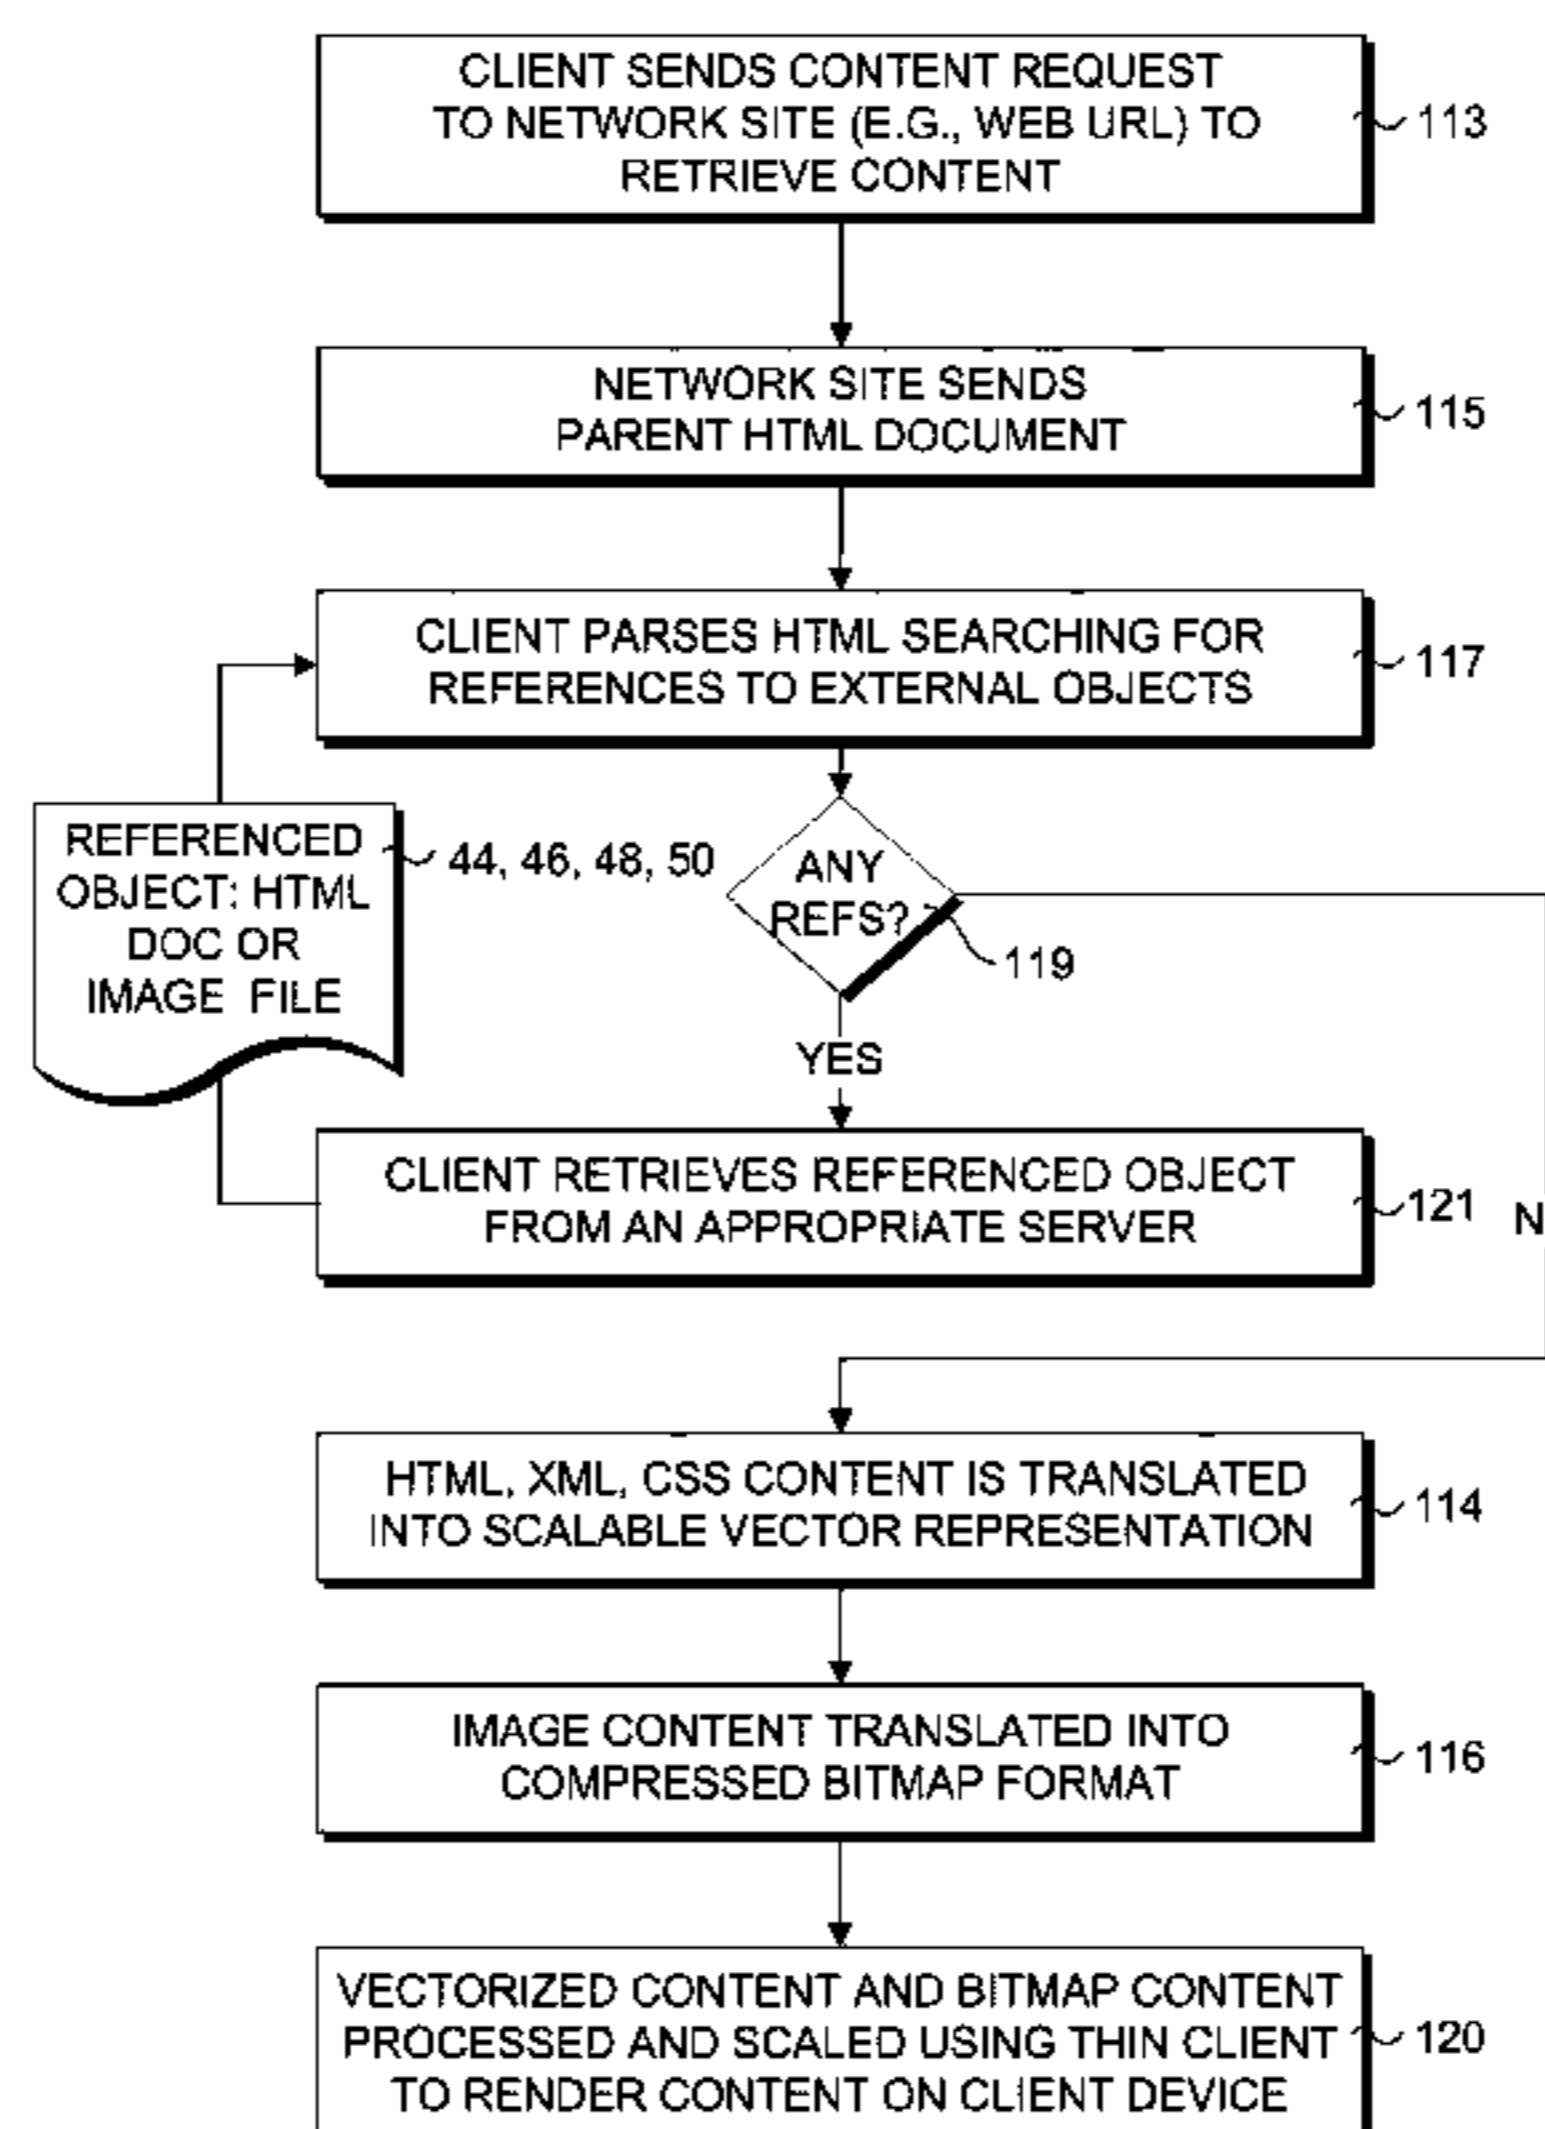 CLIENT SENDS CONTENT REQUEST
TO NETWORK SITE (E.G., WEB URL) TO
RETRIEVE CONTENT
113
NETWORK SITE SENDS
PARENT HTML DOCUMENT
115
CLIENT PARSES HTML SEARCHING FOR
REFERENCES TO EXTERNAL OBJECTS
117
REFERENCED
OBJECT: HTML
DOC OR
IMAGE FILE
44, 46, 48, 50
ANY
REFS?
119
YES
CLIENT RETRIEVES REFERENCED OBJECT
FROM AN APPROPRIATE SERVER
121
N
HTML, XML, CSS CONTENT IS TRANSLATED
INTO SCALABLE VECTOR REPRESENTATION
114
IMAGE CONTENT TRANSLATED INTO
COMPRESSED BITMAP FORMAT
116
VECTORIZED CONTENT AND BITMAP CONTENT
PROCESSED AND SCALED USING THIN CLIENT
TO RENDER CONTENT ON CLIENT DEVICE
120